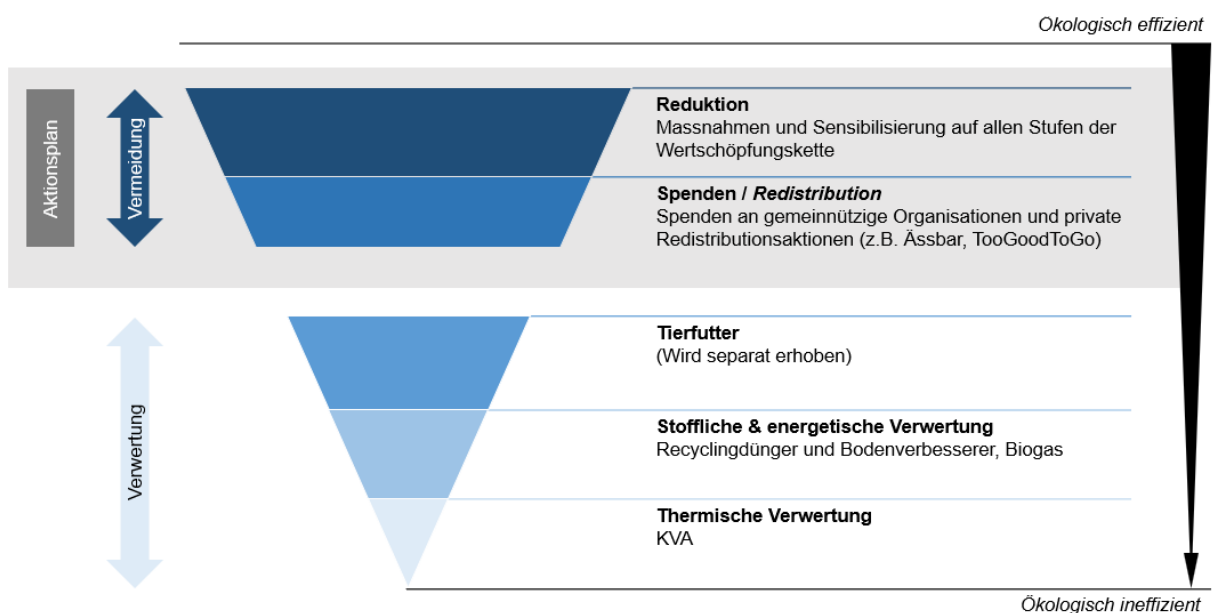 Ökologisch effizient
Aktionsplan
Vermeidung
Reduktion
Massnahmen und Sensibilisierung auf allen Stufen der
Wertschöpfungskette
Spenden / Redistribution
Spenden an gemeinnützige Organisationen und private
Redistributionsaktionen (z.B. Ässbar, TooGoodToGo)
Verwertung
Tierfutter
(Wird separat erhoben)
Stoffliche & energetische Verwertung
Recyclingdünger und Bodenverbesserer, Biogas
Thermische Verwertung
KVA
Ökologisch ineffizient